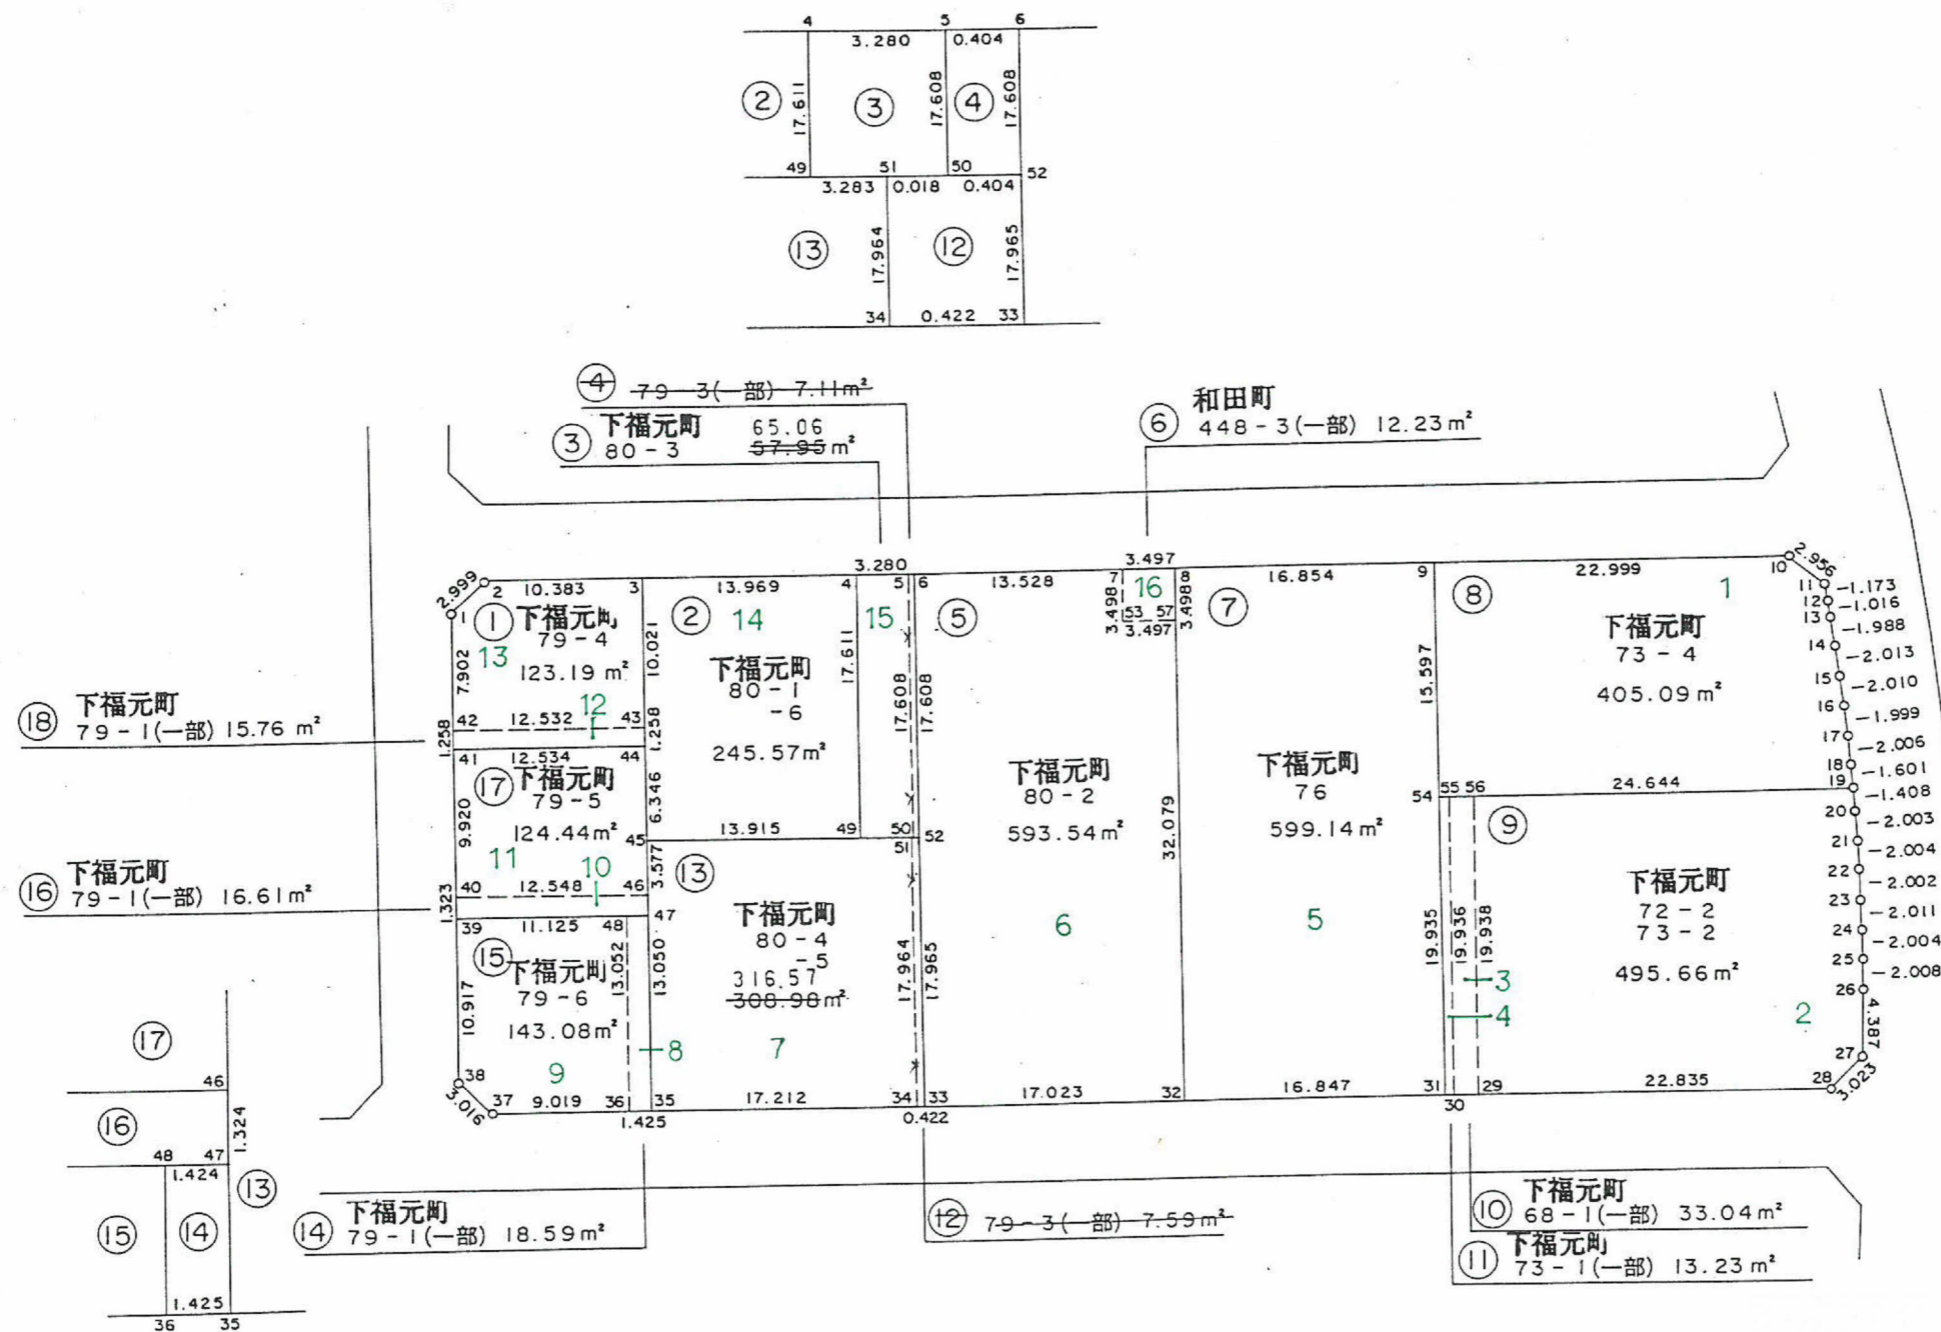 4 5 6
3.280 0.404
② 17.611 ③ 17.608 ④ 17.608
49 51 50 52
3.283 0.018 0.404
⑬ 17.964 ⑫ 17.965
34 0.422 33
④ 79-3(一部) 7.11m²
③ 下福元町 65.06
80-3 57.95m²
⑥ 和田町
448-3(一部) 12.23m²
2.999 1 2 10.383 3 13.969 4 3.280 5 6 13.528 7 3.497 8 16.854 9 22.999 10 2.956
① 下福元町
79-4
13
123.19 m²
7.902
10.021
② 14
下福元町
80-1
-6
245.57m²
17.611
15
17.608 17.608
⑤
16
3.498 53 57 3.498
3.497
⑦
⑧ 1
下福元町
73-4
405.09m²
15.597
11 -1.173
12 -1.016
13 -1.988
14 -2.013
15 -2.010
16 -1.999
17 -2.006
18 -1.601
19 -1.408
20 -2.003
21 -2.004
22 -2.002
23 -2.011
24 -2.004
25 -2.008
26
4.387
27
28 3.023
⑱ 下福元町
79-1(一部) 15.76 m²
12
42 12.532 43
1.258 1.258
41 12.534 44
⑰ 下福元町
79-5
124.44m²
9.920
6.346
11 10
45 13.915 49 50 52
51
3.577
40 12.548 46
⑯ 下福元町
79-1(一部) 16.61m²
1.323
39 11.125 48 47
⑮ 下福元町
79-6
143.08m²
10.917
13.052 13.050
9 8
38
3.016 37 9.019 36 35
1.425
⑬
下福元町
80-4
-5
316.57
308.98m²
7
17.964 17.965
17.212 34 33
0.422
下福元町
80-2
593.54m²
6
32.079
17.023 32
下福元町
76
599.14m²
5
16.847 31
30
54 55 56 24.644
⑨
下福元町
72-2
73-2
495.66m²
19.935 19.936 19.938
3
4
2
29 22.835
⑰
46
⑯ 1.324
48 47
1.424 ⑬
⑮ ⑭
1.425
36 35
⑭ 下福元町
79-1(一部) 18.59m²
⑫ 79-3(一部) 7.59m²
⑩ 下福元町
68-1(一部) 33.04m²
⑪ 下福元町
73-1(一部) 13.23m²